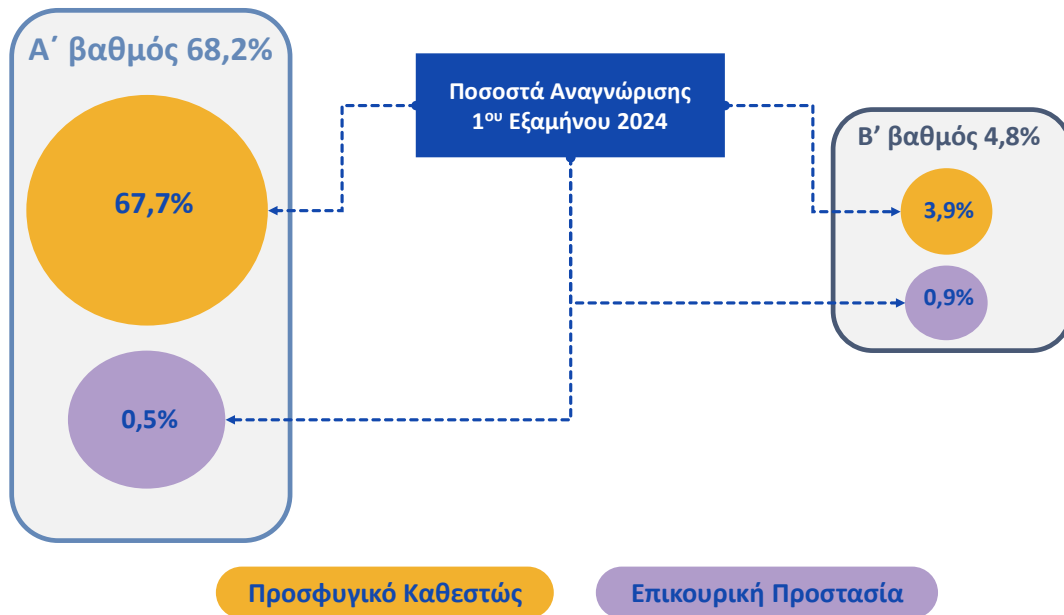 Α΄ βαθμός 68,2%
67,7%
0,5%
Ποσοστά Αναγνώρισης
1ου Εξαμήνου 2024
Β’ βαθμός 4,8%
3,9%
0,9%
Προσφυγικό Καθεστώς
Επικουρική Προστασία